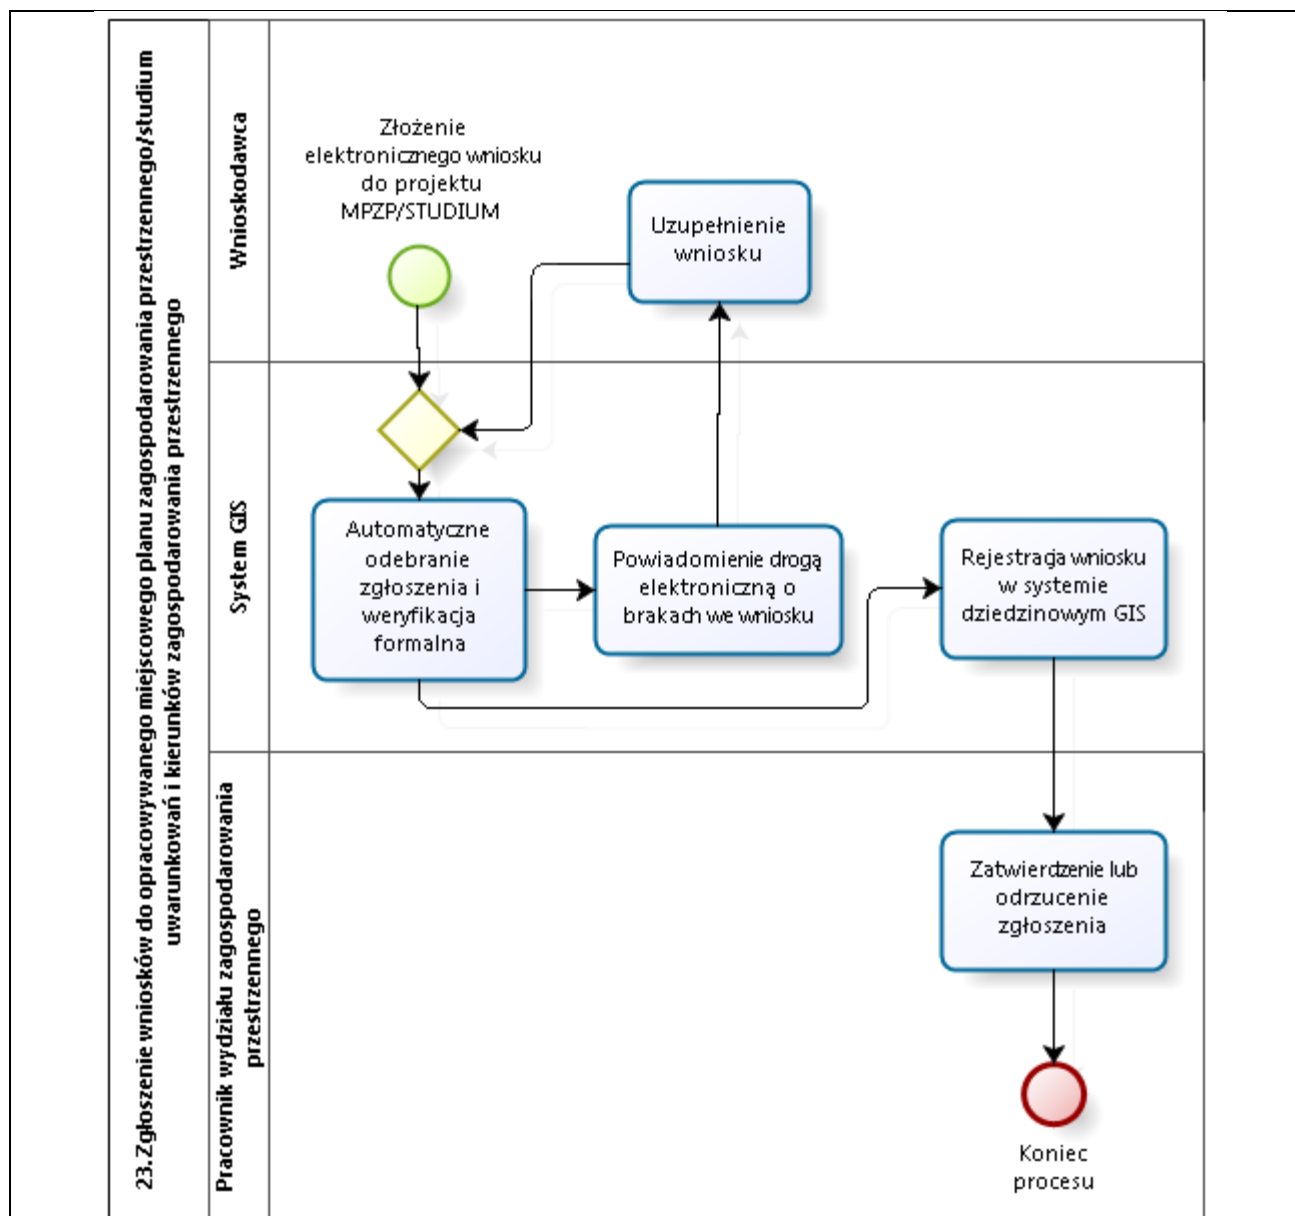 23.Zgłoszenie wniosków do opracowywanego miejscowego planu zagospodarowania przestrzennego/studium
uwarunkowań i kierunków zagospodarowania przestrzennego
Wnioskodawca
Złożenie
elektronicznego wniosku
do projektu
MPZP/STUDIUM
Uzupełnienie
wniosku
System GIS
Automatyczne
odebranie
zgłoszenia i
weryfikacja
formalna
Powiadomienie drogą
elektroniczną o
brakach we wniosku
Rejestracja wniosku
w systemie
dziedzinowym GIS
Pracownik wydziału zagospodarowania
przestrzennego
Zatwierdzenie lub
odrzucenie
zgłoszenia
Koniec
procesu